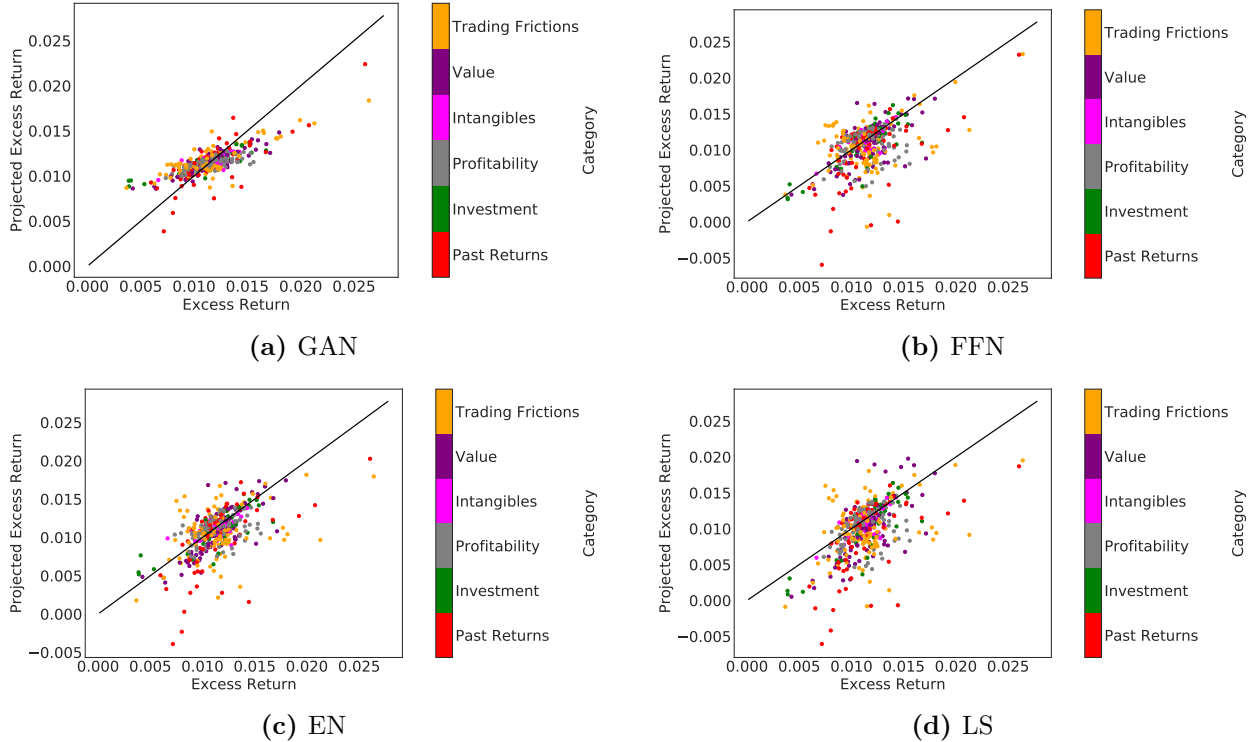 Projected Excess Return
0.025
0.020
0.015
0.010
0.005
0.000
0.000 0.005 0.010 0.015 0.020 0.025
Excess Return
Trading Frictions
Value
Intangibles
Profitability
Investment
Past Returns
Category
(a) GAN
Projected Excess Return
0.025
0.020
0.015
0.010
0.005
0.000
−0.005
0.000 0.005 0.010 0.015 0.020 0.025
Excess Return
Trading Frictions
Value
Intangibles
Profitability
Investment
Past Returns
Category
(b) FFN
Projected Excess Return
0.025
0.020
0.015
0.010
0.005
0.000
−0.005
0.000 0.005 0.010 0.015 0.020 0.025
Excess Return
Trading Frictions
Value
Intangibles
Profitability
Investment
Past Returns
Category
(c) EN
Projected Excess Return
0.025
0.020
0.015
0.010
0.005
0.000
−0.005
0.000 0.005 0.010 0.015 0.020 0.025
Excess Return
Trading Frictions
Value
Intangibles
Profitability
Investment
Past Returns
Category
(d) LS